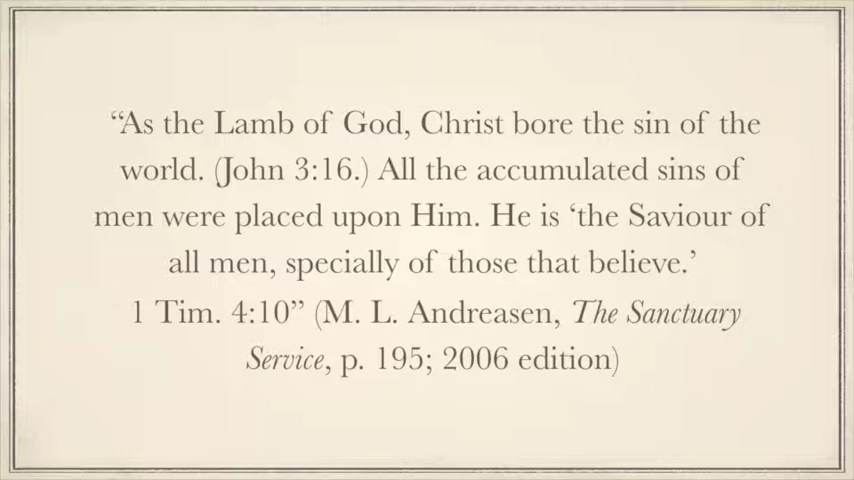 “As the Lamb of God, Christ bore the sin of the
world. (John 3:16.) All the accumulated sins of
men were placed upon Him. He is ‘the Saviour of
all men, specially of those that believe.’
1 Tim. 4:10” (M. L. Andreasen, The Sanctuary
Service, p. 195; 2006 edition)